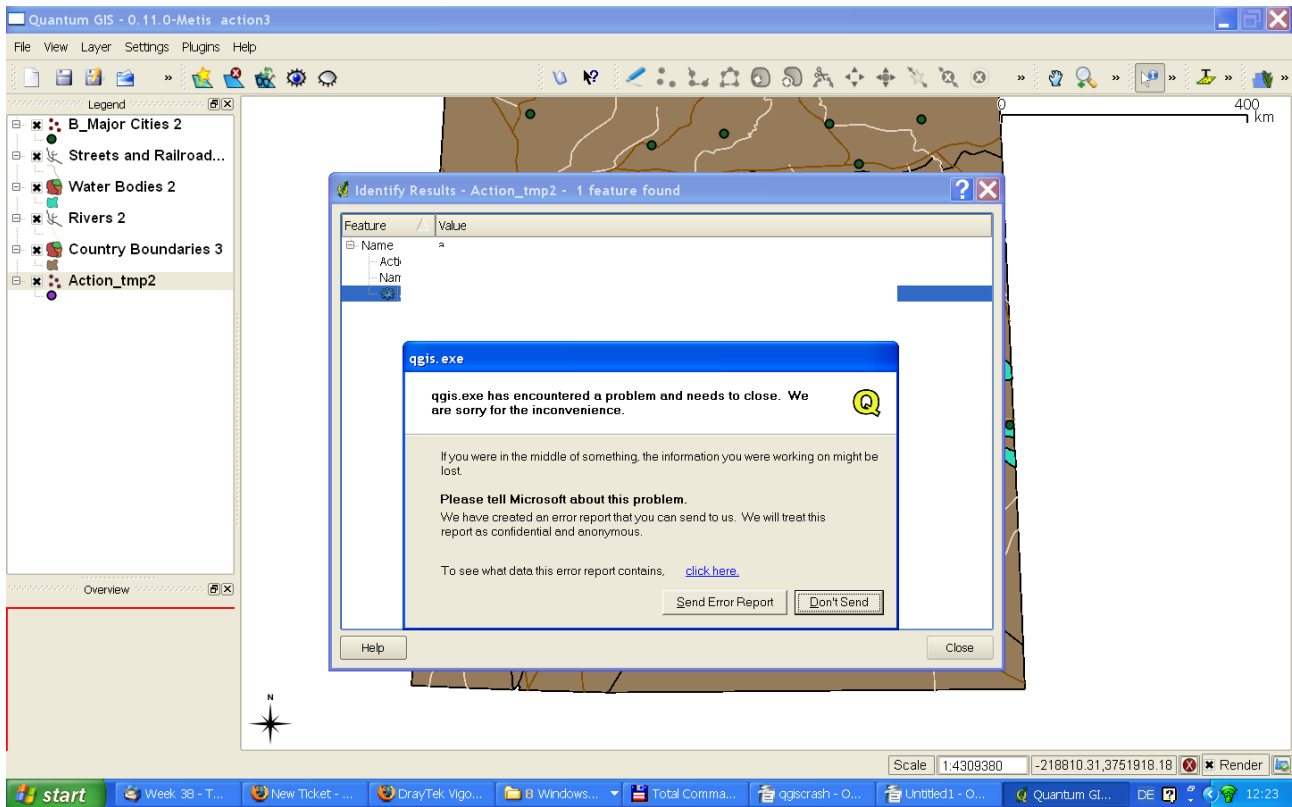 Quantum GIS - 0.11.0-Metis action3
File View Layer Settings Plugins Help
Legend
B_Major Cities 2
Streets and Railroad...
Water Bodies 2
Rivers 2
Country Boundaries 3
Action_tmp2
Overview
0 400
km
N
Identify Results - Action_tmp2 - 1 feature found
Feature Value
Name a
Acti
Nam
qgis.exe
qgis.exe has encountered a problem and needs to close. We
are sorry for the inconvenience.
If you were in the middle of something, the information you were working on might be
lost.
Please tell Microsoft about this problem.
We have created an error report that you can send to us. We will treat this
report as confidential and anonymous.
To see what data this error report contains, click here.
Send Error Report Don't Send
Help Close
Scale 1:4309380 -218810.31,3751918.18 Render
start Week 38 - T... New Ticket - ... DrayTek Vigo... 8 Windows... Total Comma... qgiscrash - O... Untitled1 - O... Quantum GI... DE 12:23